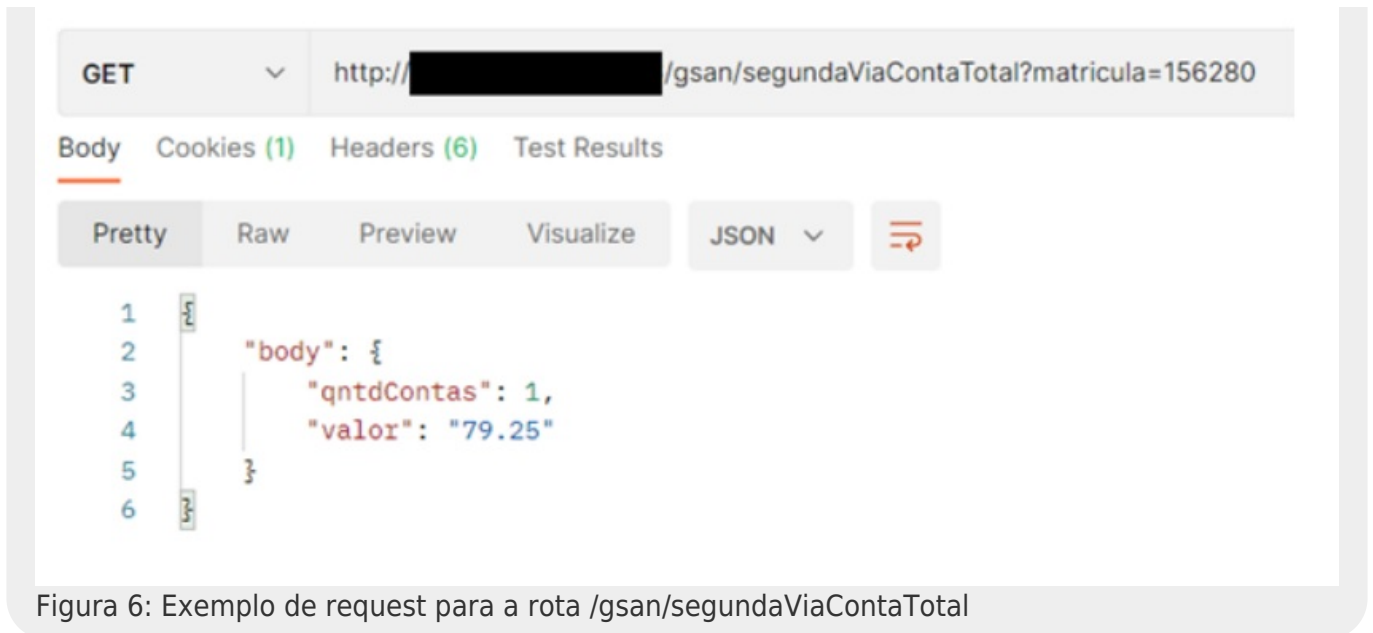 GET http:// /gsan/segundaViaContaTotal?matricula=156280
Body Cookies (1) Headers (6) Test Results
Pretty Raw Preview Visualize JSON
1 {
2 "body": {
3 "qntdContas": 1,
4 "valor": "79.25"
5 }
6 }
Figura 6: Exemplo de request para a rota /gsan/segundaViaContaTotal